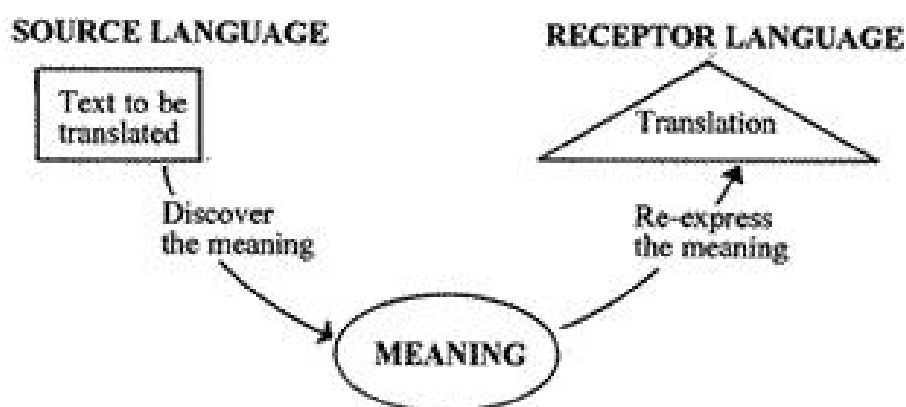 SOURCE LANGUAGE
RECEPTOR LANGUAGE
Text to be
translated
Translation
Discover
the meaning
Re-express
the meaning
MEANING